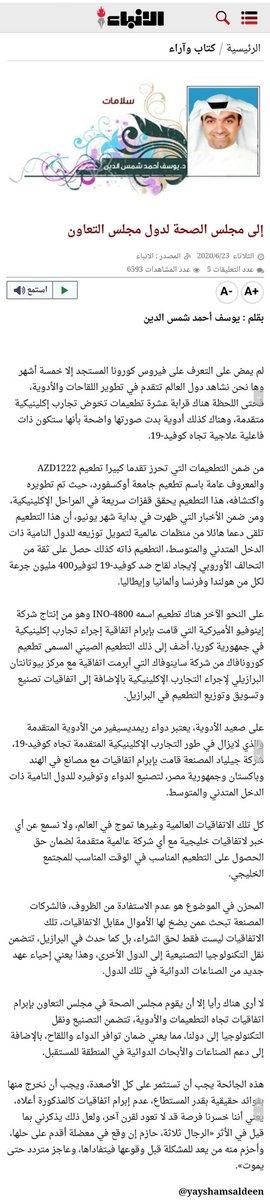 الأنباء
الرئيسية / كتاب وآراء
سلامات
د. يوسف أحمد شمس الدين
إلى مجلس الصحة لدول مجلس التعاون
الثلاثاء 2020/6/23 المصدر : الأنباء
عدد التعليقات 5 عدد المشاهدات 6593
استمع
A- A+
بقلم : يوسف أحمد شمس الدين
لم يمض على التعرف على فيروس كورونا المستجد إلا خمسة أشهر
وها نحن نشاهد دول العالم تتقدم في تطوير اللقاحات والأدوية،
فحتى اللحظة هناك قرابة عشرة تطعيمات تخوض تجارب إكلينيكية
متقدمة، وهناك كذلك أدوية بدت صورتها واضحة بأنها ستكون ذات
فاعلية علاجية تجاه كوفيد-19.
من ضمن التطعيمات التي تحرز تقدما كبيرا تطعيم AZD1222
والمعروف عامة باسم تطعيم جامعة أوكسفورد، حيث تم تطويره
واكتشافه، هذا التطعيم يحقق قفزات سريعة في المراحل الإكلينيكية،
ومن ضمن الأخبار التي ظهرت في بداية شهر يونيو، أن هذا التطعيم
تلقى دعما هائلا من منظمات عالمية لتمويل توزيعه للدول النامية ذات
الدخل المتدني والمتوسط، التطعيم ذاته كذلك حصل على ثقة من
التحالف الأوروبي لإيجاد لقاح ضد كوفيد-19 لتوفير400 مليون جرعة
لكل من هولندا وفرنسا وألمانيا وإيطاليا.
على النحو الآخر هناك تطعيم اسمه INO-4800 وهو من إنتاج شركة
إينوفيو الأميركية التي قامت بإبرام اتفاقية إجراء تجارب إكلينيكية
في جمهورية كوريا، أضف إلى ذلك التطعيم الصيني المسمى تطعيم
كورونافاك من شركة ساينوفاك التي أبرمت اتفاقية مع مركز بيوتانتان
البرازيلي لإجراء التجارب الإكلينيكية بالإضافة إلى اتفاقيات تصنيع
وتسويق وتوزيع التطعيم في البرازيل.
على صعيد الأدوية، يعتبر دواء ريمديسيفير من الأدوية المتقدمة
والذي لايزال في طور التجارب الإكلينيكية المتقدمة تجاه كوفيد-19،
شركة جيلياد المصنعة قامت بإبرام اتفاقيات مع مصانع في الهند
وباكستان وجمهورية مصر، لتصنيع الدواء وتوفيره للدول النامية ذات
الدخل المتدني والمتوسط.
كل تلك الاتفاقيات العالمية وغيرها تموج في العالم، ولا نسمع عن أي
خبر لاتفاقيات خليجية مع أي شركة عالمية متقدمة لضمان حق
الحصول على التطعيم المناسب في الوقت المناسب للمجتمع
الخليجي.
المحزن في الموضوع هو عدم الاستفادة من الظروف، فالشركات
المصنعة تبحث عمن يضخ لها الأموال مقابل الاتفاقيات، تلك
الاتفاقيات ليست فقط لحق الشراء، بل كما حدث في البرازيل، تتضمن
نقل التكنولوجيا التصنيعية إلى الدول الأخرى، وهذا يعني إحياء عهد
جديد من الصناعات الدوائية في تلك الدول.
لا أرى هناك رأيا إلا أن يقوم مجلس الصحة في مجلس التعاون بإبرام
اتفاقيات تجاه التطعيمات والأدوية، تتضمن التصنيع ونقل
التكنولوجيا إلى دولنا، مما يعني ضمان توافر الدواء واللقاح، بالإضافة
إلى دعم الصناعات والأبحاث الدوائية في المنطقة للمستقبل.
هذه الجائحة يجب أن تستثمر على كل الأصعدة، ويجب أن نخرج منها
بفوائد حقيقية بقدر المستطاع، عدم إبرام اتفاقيات كالمذكورة أعلاه،
يعني أننا خسرنا فرصة قد لا تعود لقرن آخر، ولعل ذلك يذكرني بما
قيل في الأثر «الرجال ثلاثة، حازم إن وقع في معضلة أقدم على حلها،
وأحزم منه من يعد للمشكلة قبل وقوعها فيتفاداها، وعاجز متردد حتى
يموت».
@yayshamsaldeen